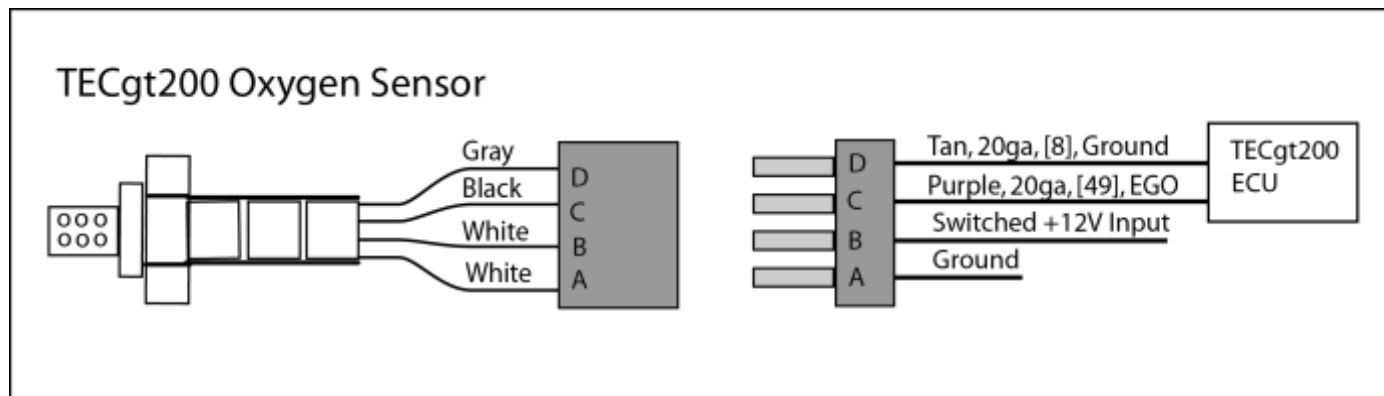 TECgt200 Oxygen Sensor
Gray
Black
White
White
D
C
B
A
D
C
B
A
Tan, 20ga, [8], Ground
Purple, 20ga, [49], EGO
Switched +12V Input
Ground
TECgt200
ECU